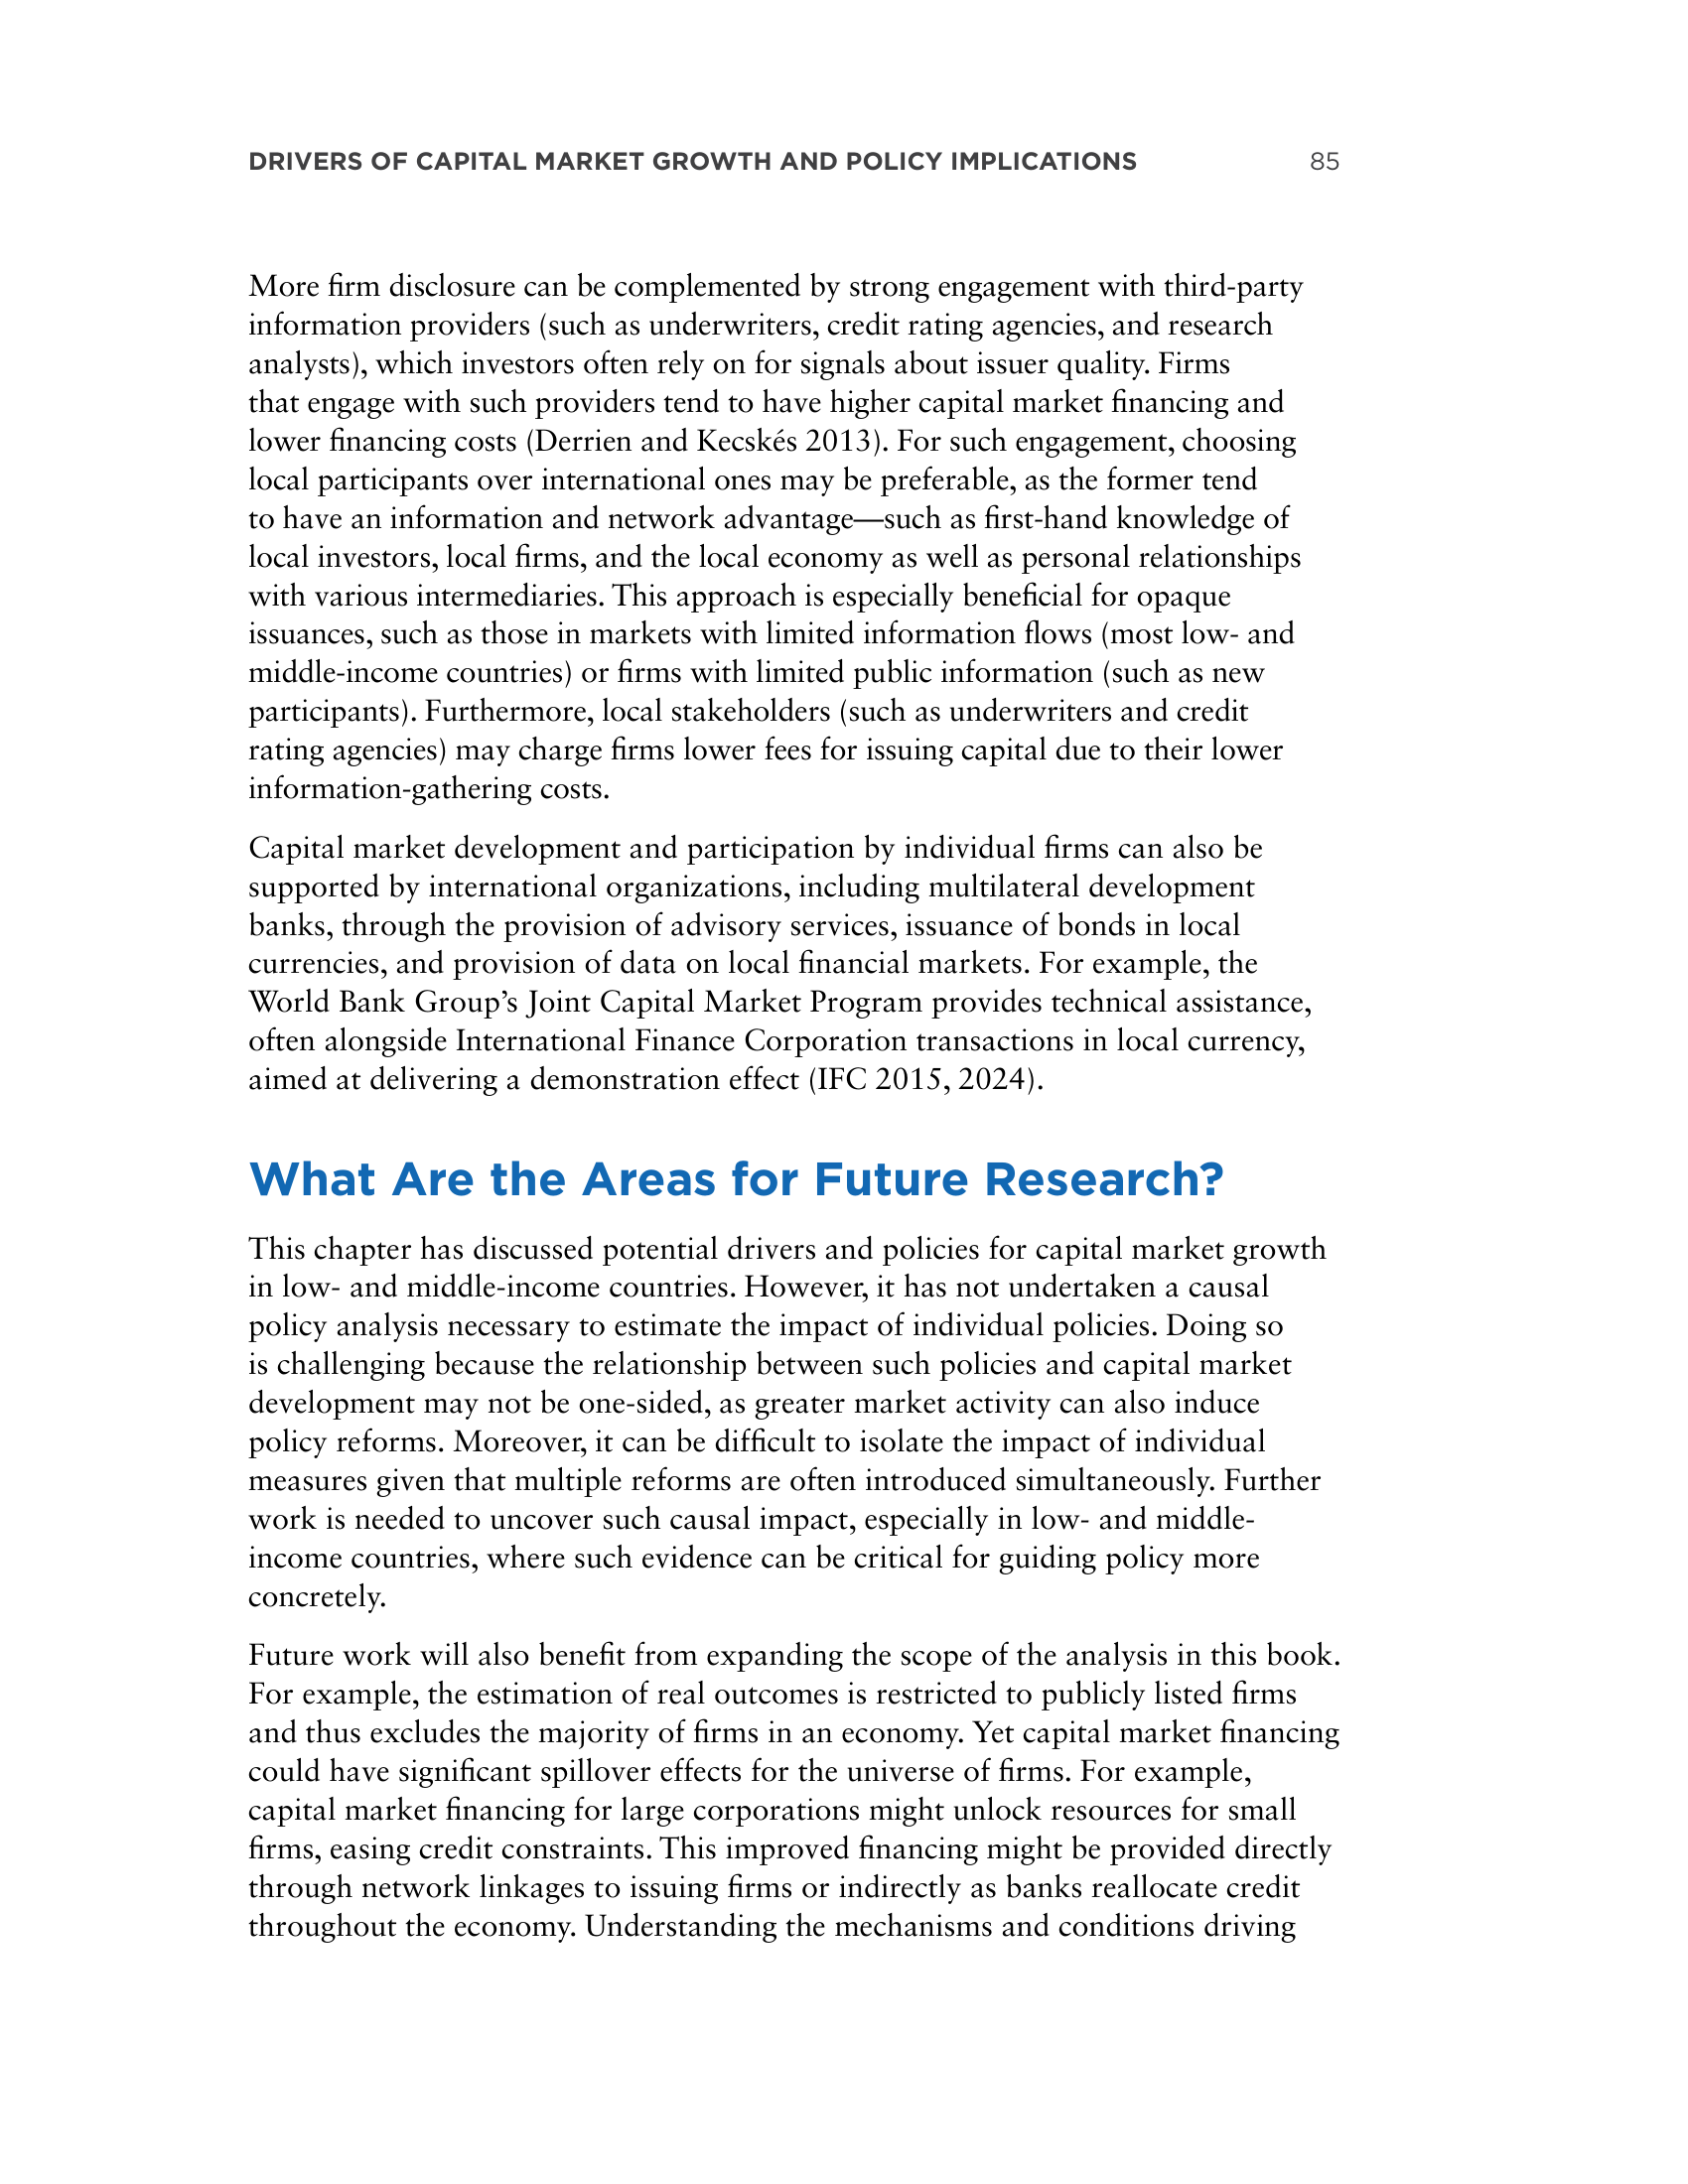 DRIVERS OF CAPITAL MARKET GROWTH AND POLICY IMPLICATIONS 85
More firm disclosure can be complemented by strong engagement with third-party
information providers (such as underwriters, credit rating agencies, and research
analysts), which investors often rely on for signals about issuer quality. Firms
that engage with such providers tend to have higher capital market financing and
lower financing costs (Derrien and Kecskés 2013). For such engagement, choosing
local participants over international ones may be preferable, as the former tend
to have an information and network advantage—such as first-hand knowledge of
local investors, local firms, and the local economy as well as personal relationships
with various intermediaries. This approach is especially beneficial for opaque
issuances, such as those in markets with limited information flows (most low- and
middle-income countries) or firms with limited public information (such as new
participants). Furthermore, local stakeholders (such as underwriters and credit
rating agencies) may charge firms lower fees for issuing capital due to their lower
information-gathering costs.
Capital market development and participation by individual firms can also be
supported by international organizations, including multilateral development
banks, through the provision of advisory services, issuance of bonds in local
currencies, and provision of data on local financial markets. For example, the
World Bank Group’s Joint Capital Market Program provides technical assistance,
often alongside International Finance Corporation transactions in local currency,
aimed at delivering a demonstration effect (IFC 2015, 2024).
What Are the Areas for Future Research?
This chapter has discussed potential drivers and policies for capital market growth
in low- and middle-income countries. However, it has not undertaken a causal
policy analysis necessary to estimate the impact of individual policies. Doing so
is challenging because the relationship between such policies and capital market
development may not be one-sided, as greater market activity can also induce
policy reforms. Moreover, it can be difficult to isolate the impact of individual
measures given that multiple reforms are often introduced simultaneously. Further
work is needed to uncover such causal impact, especially in low- and middle-
income countries, where such evidence can be critical for guiding policy more
concretely.
Future work will also benefit from expanding the scope of the analysis in this book.
For example, the estimation of real outcomes is restricted to publicly listed firms
and thus excludes the majority of firms in an economy. Yet capital market financing
could have significant spillover effects for the universe of firms. For example,
capital market financing for large corporations might unlock resources for small
firms, easing credit constraints. This improved financing might be provided directly
through network linkages to issuing firms or indirectly as banks reallocate credit
throughout the economy. Understanding the mechanisms and conditions driving